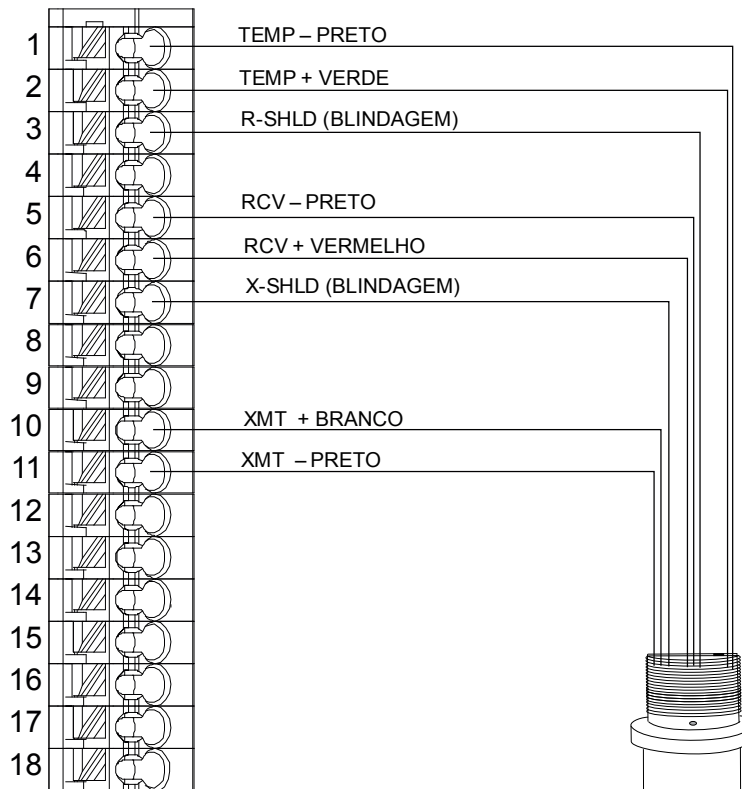 1 TEMP – PRETO
2 TEMP + VERDE
3 R-SHLD (BLINDAGEM)
4
5 RCV – PRETO
6 RCV + VERMELHO
7 X-SHLD (BLINDAGEM)
8
9
10 XMT + BRANCO
11 XMT – PRETO
12
13
14
15
16
17
18